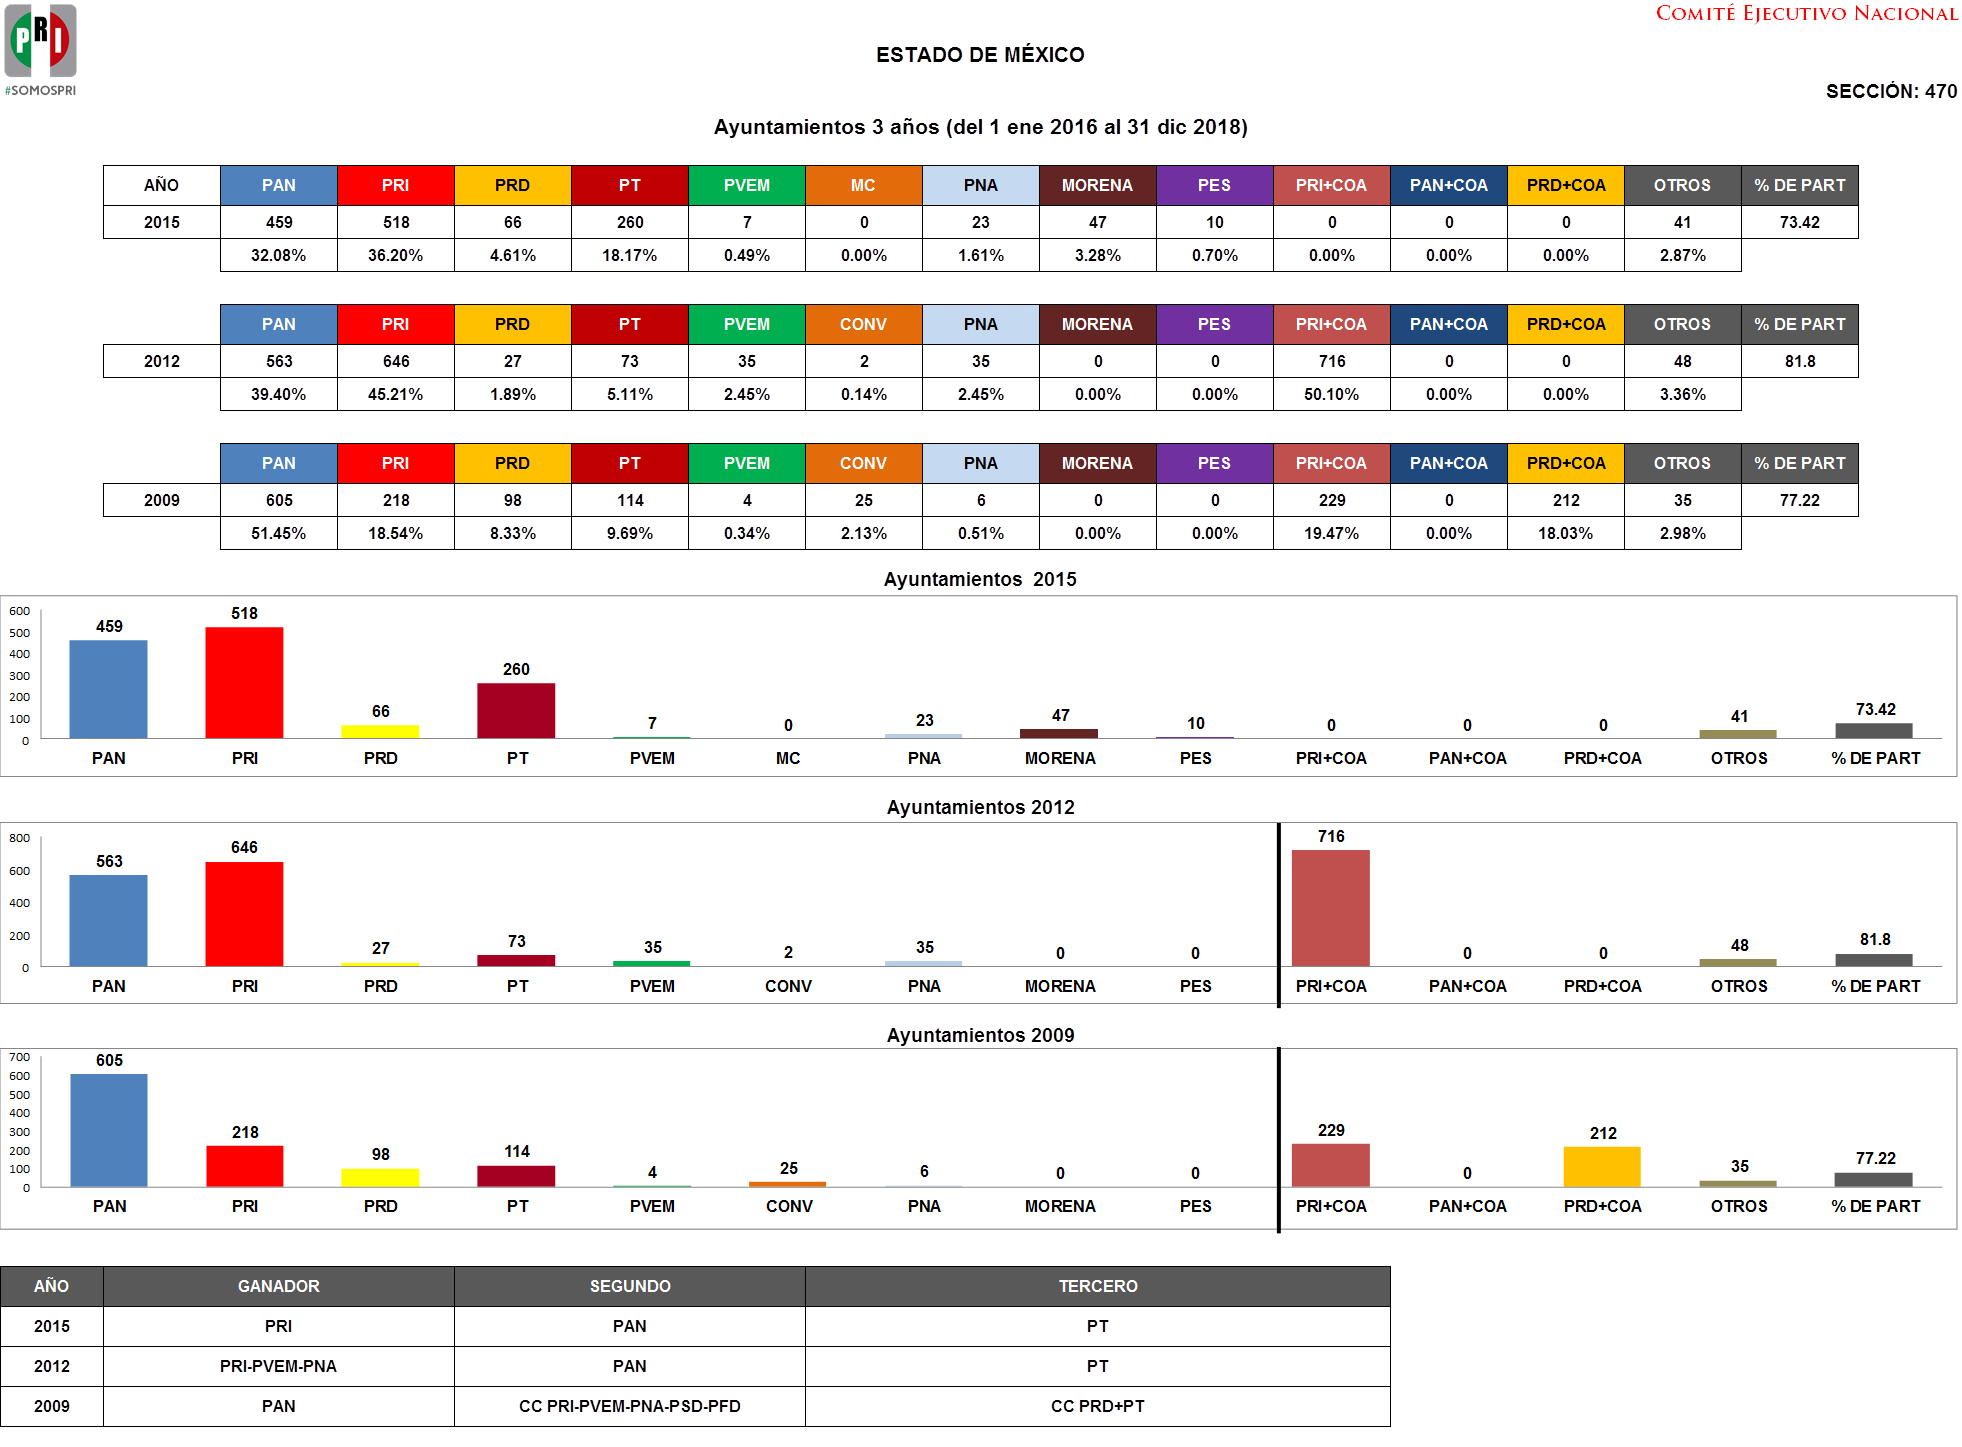 COMITÉ EJECUTIVO NACIONAL
PRI
#SOMOSPRI
ESTADO DE MÉXICO
SECCIÓN: 470
Ayuntamientos 3 años (del 1 ene 2016 al 31 dic 2018)
AÑO PAN PRI PRD PT PVEM MC PNA MORENA PES PRI+COA PAN+COA PRD+COA OTROS % DE PART
2015 459 518 66 260 7 0 23 47 10 0 0 0 41 73.42
32.08% 36.20% 4.61% 18.17% 0.49% 0.00% 1.61% 3.28% 0.70% 0.00% 0.00% 0.00% 2.87%
PAN PRI PRD PT PVEM CONV PNA MORENA PES PRI+COA PAN+COA PRD+COA OTROS % DE PART
2012 563 646 27 73 35 2 35 0 0 716 0 0 48 81.8
39.40% 45.21% 1.89% 5.11% 2.45% 0.14% 2.45% 0.00% 0.00% 50.10% 0.00% 0.00% 3.36%
PAN PRI PRD PT PVEM CONV PNA MORENA PES PRI+COA PAN+COA PRD+COA OTROS % DE PART
2009 605 218 98 114 4 25 6 0 0 229 0 212 35 77.22
51.45% 18.54% 8.33% 9.69% 0.34% 2.13% 0.51% 0.00% 0.00% 19.47% 0.00% 18.03% 2.98%
Ayuntamientos 2015
600
500
400
300
200
100
0
459 518 66 260 7 0 23 47 10 0 0 0 41 73.42
PAN PRI PRD PT PVEM MC PNA MORENA PES PRI+COA PAN+COA PRD+COA OTROS % DE PART
Ayuntamientos 2012
800
600
400
200
0
563 646 27 73 35 2 35 0 0 716 0 0 48 81.8
PAN PRI PRD PT PVEM CONV PNA MORENA PES PRI+COA PAN+COA PRD+COA OTROS % DE PART
Ayuntamientos 2009
700
600
500
400
300
200
100
0
605 218 98 114 4 25 6 0 0 229 0 212 35 77.22
PAN PRI PRD PT PVEM CONV PNA MORENA PES PRI+COA PAN+COA PRD+COA OTROS % DE PART
AÑO GANADOR SEGUNDO TERCERO
2015 PRI PAN PT
2012 PRI-PVEM-PNA PAN PT
2009 PAN CC PRI-PVEM-PNA-PSD-PFD CC PRD+PT